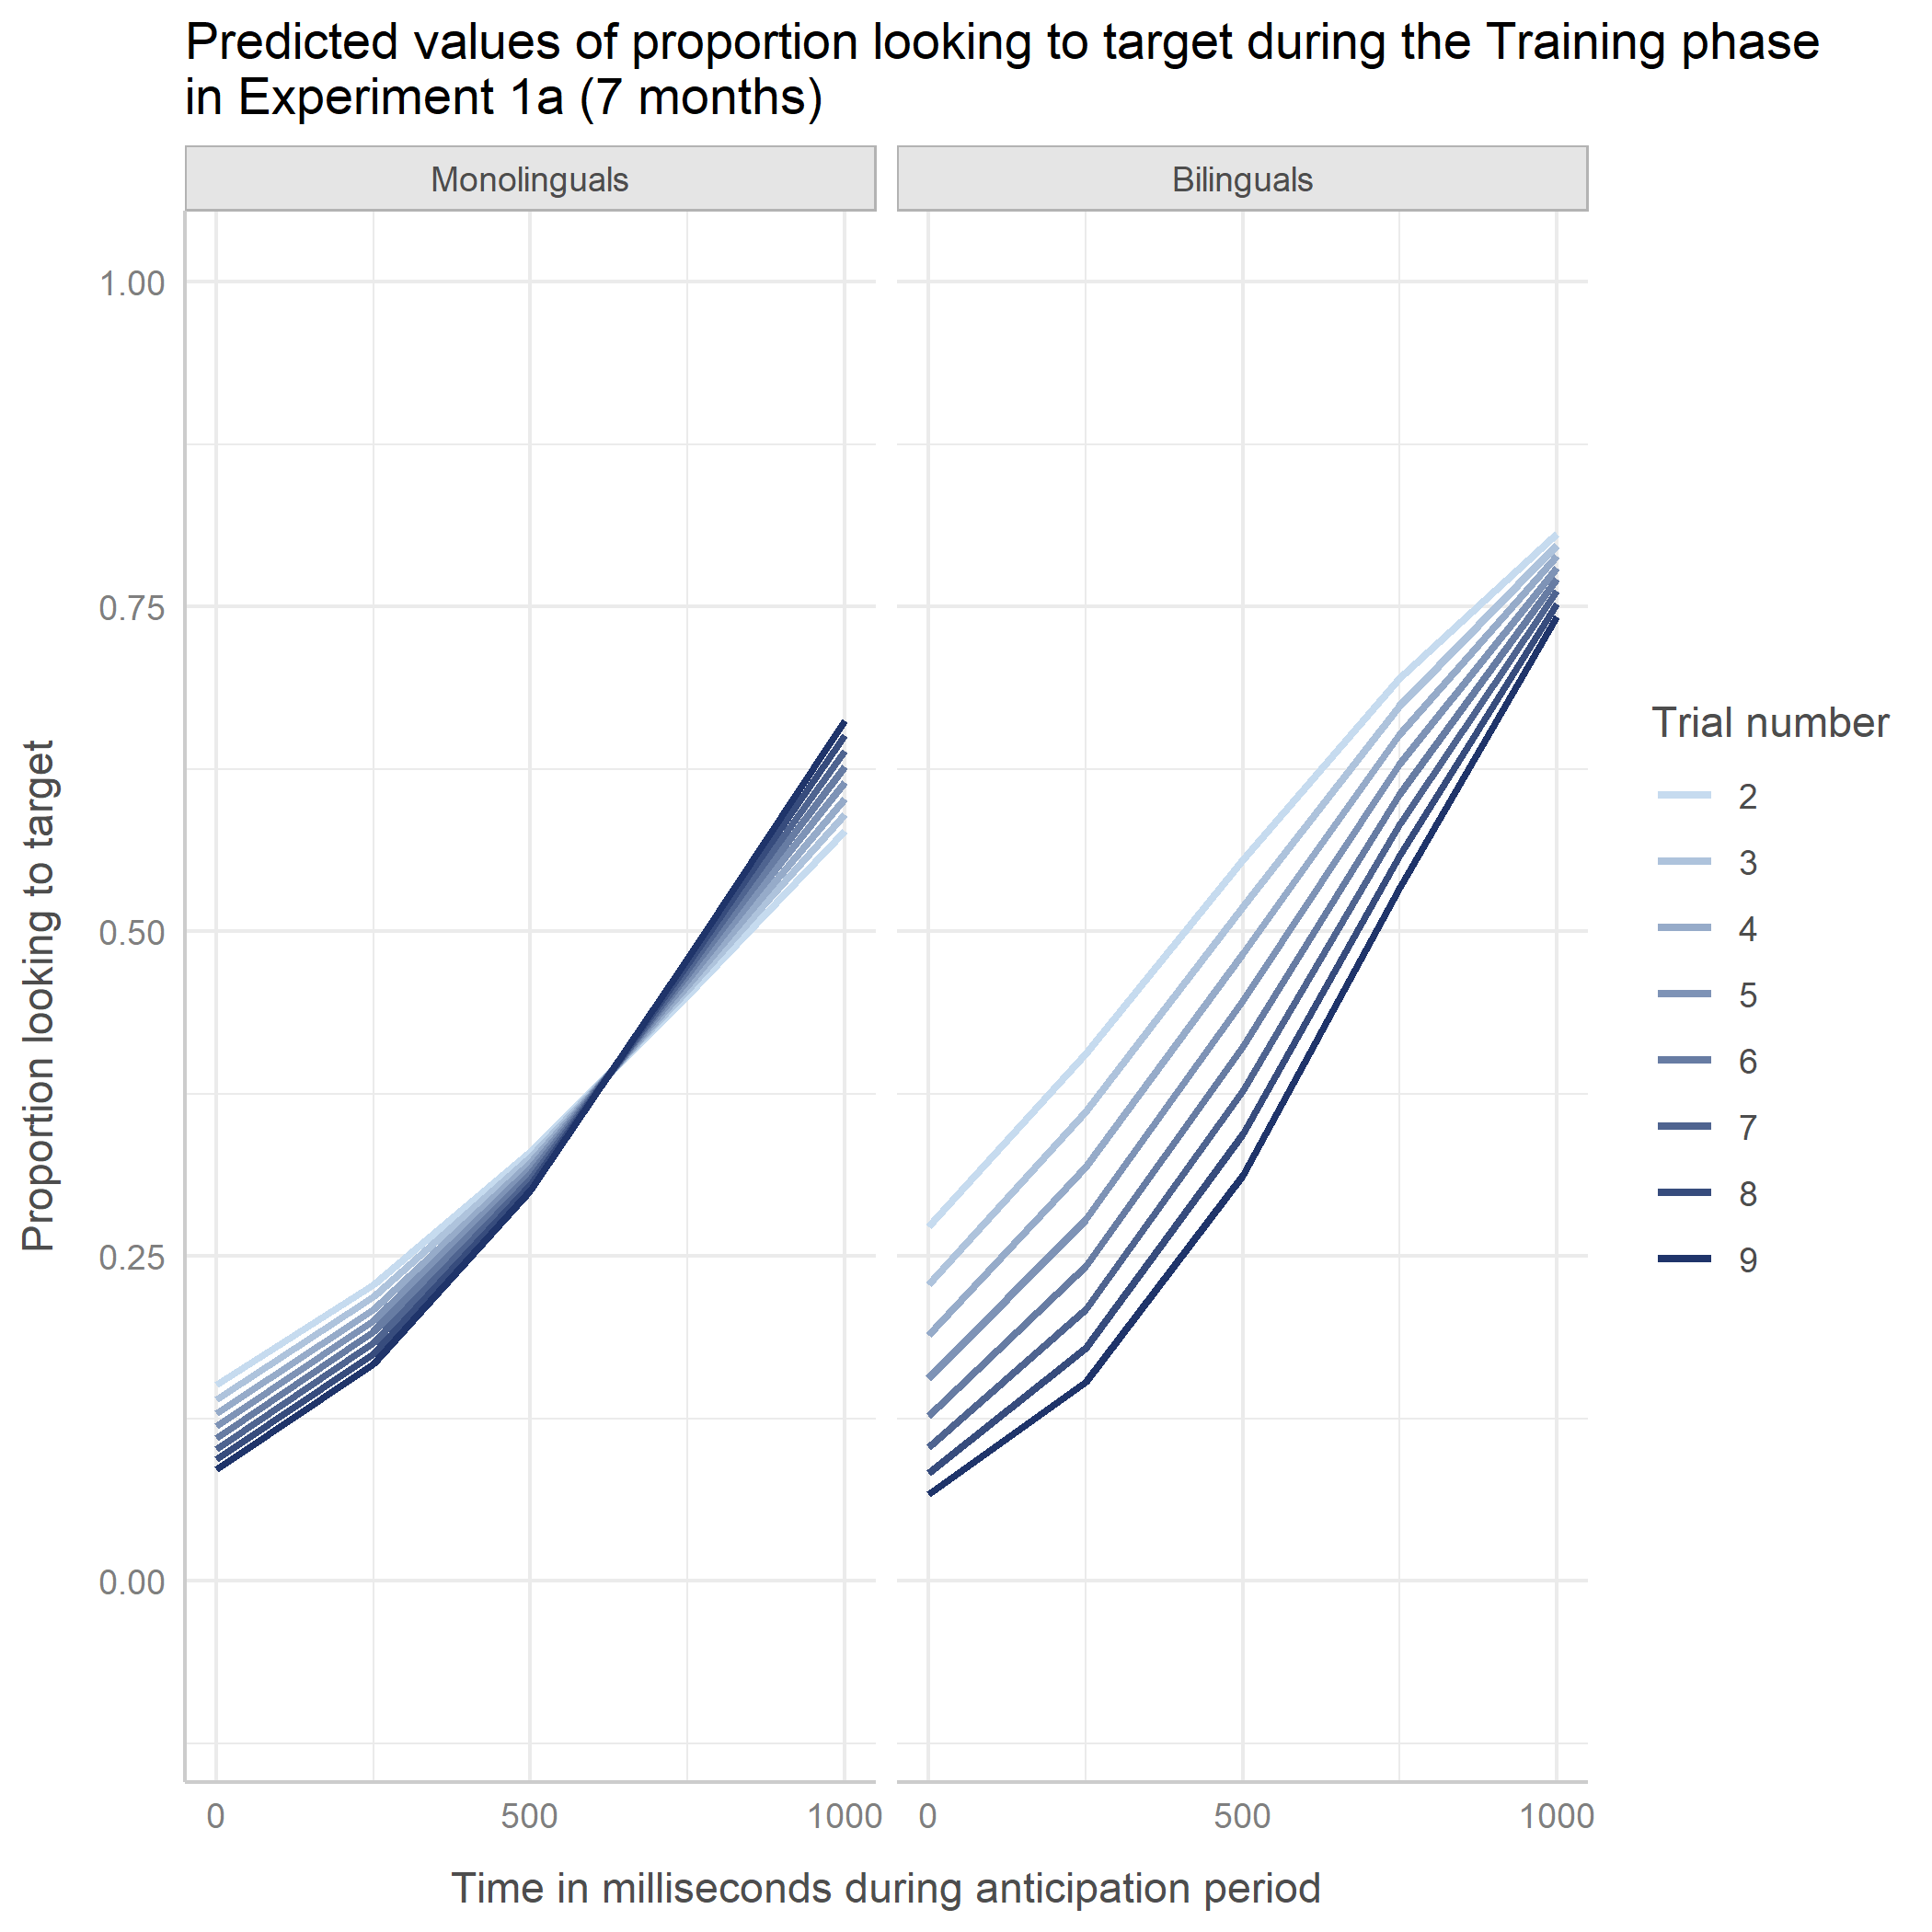 Predicted values of proportion looking to target during the Training phase
in Experiment 1a (7 months)
Monolinguals
Bilinguals
1.00
0.75
0.50
0.25
0.00
Proportion looking to target
0
500
1000
0
500
1000
Time in milliseconds during anticipation period
Trial number
2
3
4
5
6
7
8
9